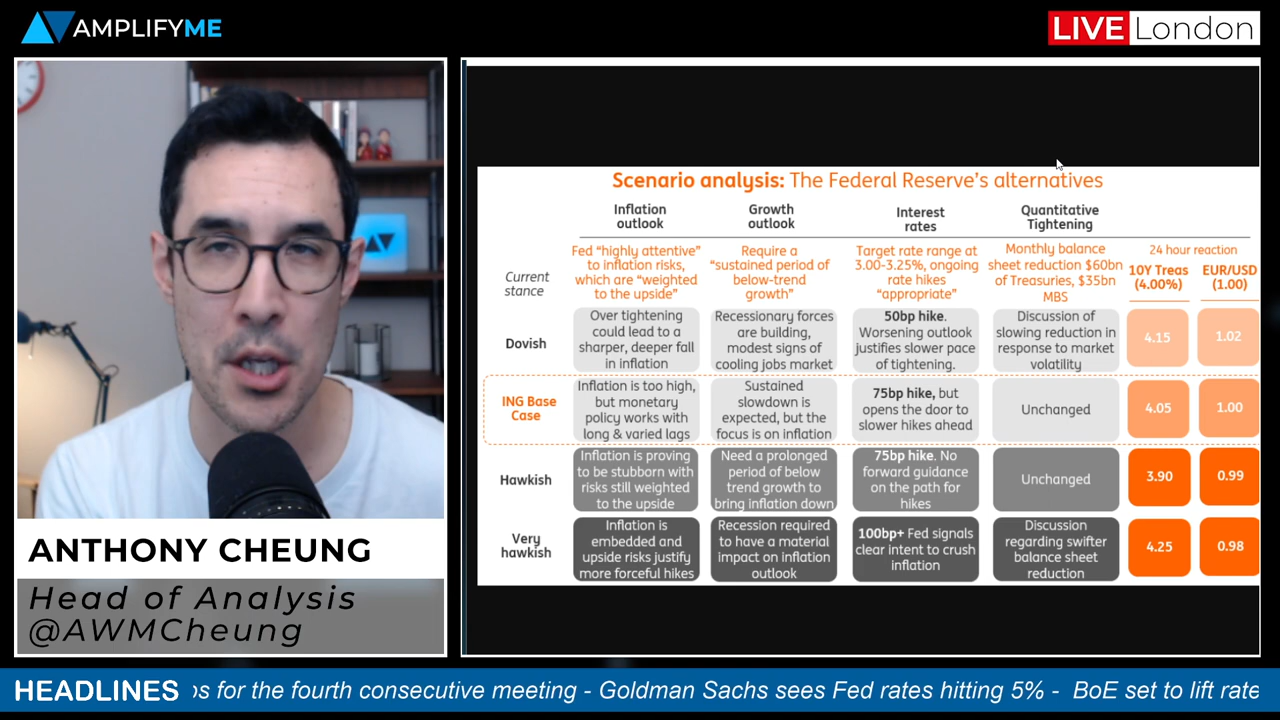 AMPLIFYME
LIVE London
ANTHONY CHEUNG
Head of Analysis
@AWMCheung
Scenario analysis: The Federal Reserve's alternatives
Inflation
outlook
Growth
outlook
Interest
rates
Quantitative
Tightening
24 hour reaction
10Y Treas
(4.00%)
EUR/USD
(1.00)
Current
stance
Fed “highly attentive”
to inflation risks,
which are “weighted
to the upside”
Require a
“sustained period of
below-trend
growth”
Target rate range at
3.00-3.25%, ongoing
rate hikes
“appropriate”
Monthly balance
sheet reduction $60bn
of Treasuries, $35bn
MBS
Dovish
Over tightening
could lead to a
sharper, deeper fall
in inflation
Recessionary forces
are building,
modest signs of
cooling jobs market
50bp hike.
Worsening outlook
justifies slower pace
of tightening.
Discussion of
slowing reduction in
response to market
volatility
4.15
1.02
ING Base
Case
Inflation is too high,
but monetary
policy works with
long & varied lags
Sustained
slowdown is
expected, but the
focus is on inflation
75bp hike, but
opens the door to
slower hikes ahead
Unchanged
4.05
1.00
Hawkish
Inflation is proving
to be stubborn with
risks still weighted
to the upside
Need a prolonged
period of below
trend growth to
bring inflation down
75bp hike. No
forward guidance
on the path for
hikes
Unchanged
3.90
0.99
Very
hawkish
Inflation is
embedded and
upside risks justify
more forceful hikes
Recession required
to have a material
impact on inflation
outlook
100bp+ Fed signals
clear intent to crush
inflation
Discussion
regarding swifter
balance sheet
reduction
4.25
0.98
HEADLINES
s for the fourth consecutive meeting - Goldman Sachs sees Fed rates hitting 5% - BoE set to lift rate